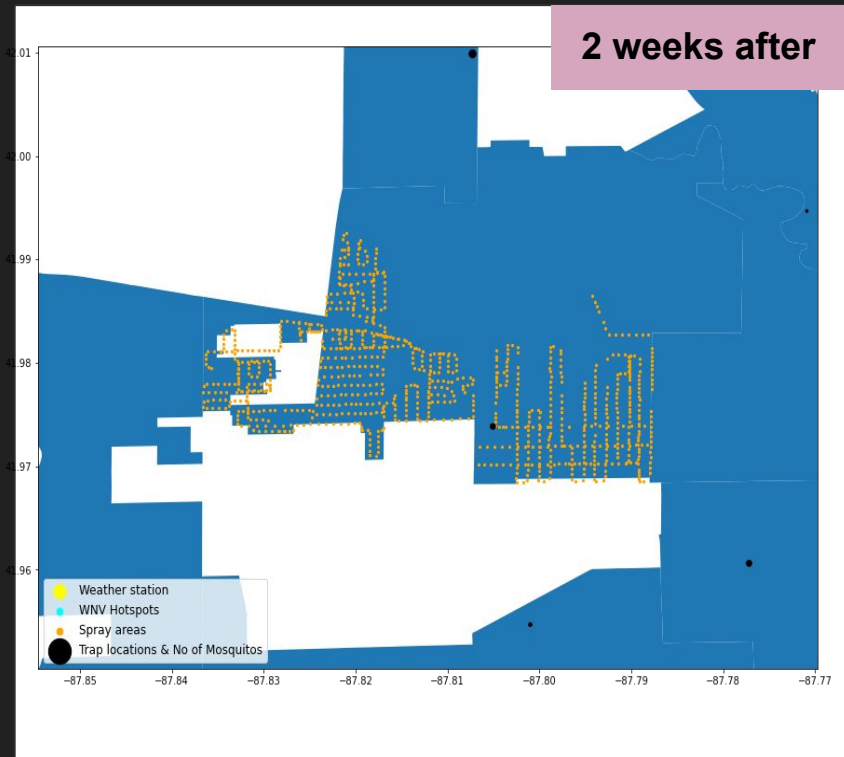 2 weeks after
42.01
42.00
41.99
41.98
41.97
41.96
Weather station
WNV Hotspots
Spray areas
Trap locations & No of Mosquitos
−87.85 −87.84 −87.83 −87.82 −87.81 −87.80 −87.79 −87.78 −87.77